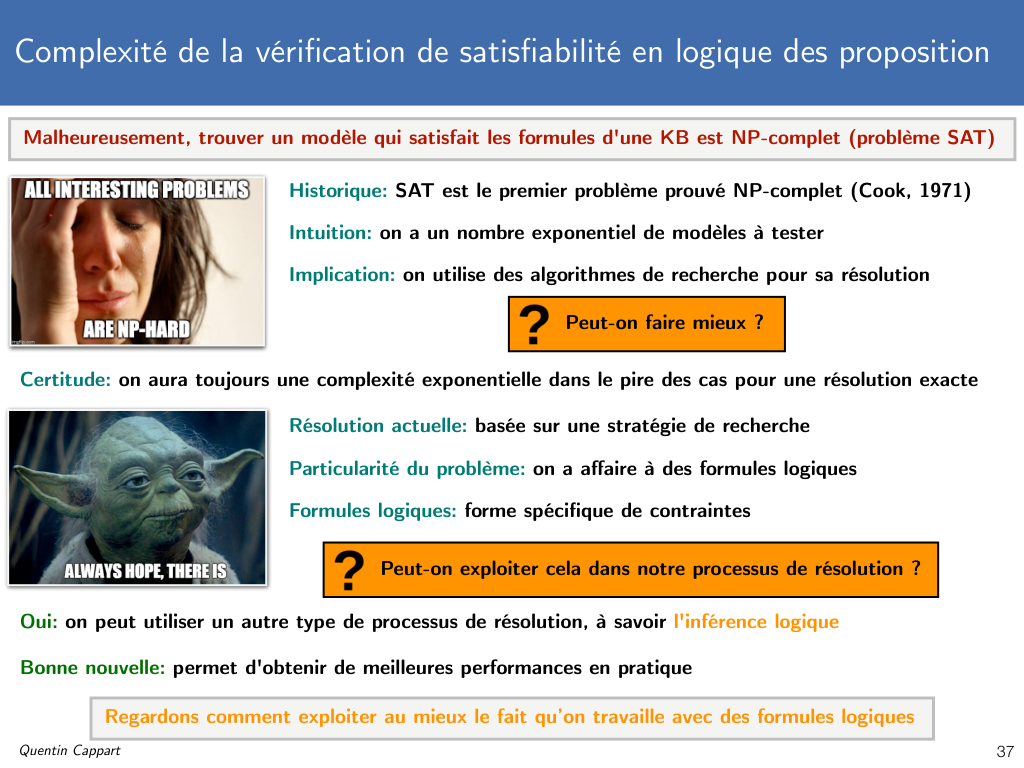 Complexité de la vérification de satisfiabilité en logique des proposition
Malheureusement, trouver un modèle qui satisfait les formules d'une KB est NP-complet (problème SAT)
ALL INTERESTING PROBLEMS
ARE NP-HARD
imgflip.com
Historique: SAT est le premier problème prouvé NP-complet (Cook, 1971)
Intuition: on a un nombre exponentiel de modèles à tester
Implication: on utilise des algorithmes de recherche pour sa résolution
? Peut-on faire mieux ?
Certitude: on aura toujours une complexité exponentielle dans le pire des cas pour une résolution exacte
ALWAYS HOPE, THERE IS
Résolution actuelle: basée sur une stratégie de recherche
Particularité du problème: on a affaire à des formules logiques
Formules logiques: forme spécifique de contraintes
? Peut-on exploiter cela dans notre processus de résolution ?
Oui: on peut utiliser un autre type de processus de résolution, à savoir l'inférence logique
Bonne nouvelle: permet d'obtenir de meilleures performances en pratique
Regardons comment exploiter au mieux le fait qu'on travaille avec des formules logiques
Quentin Cappart
37